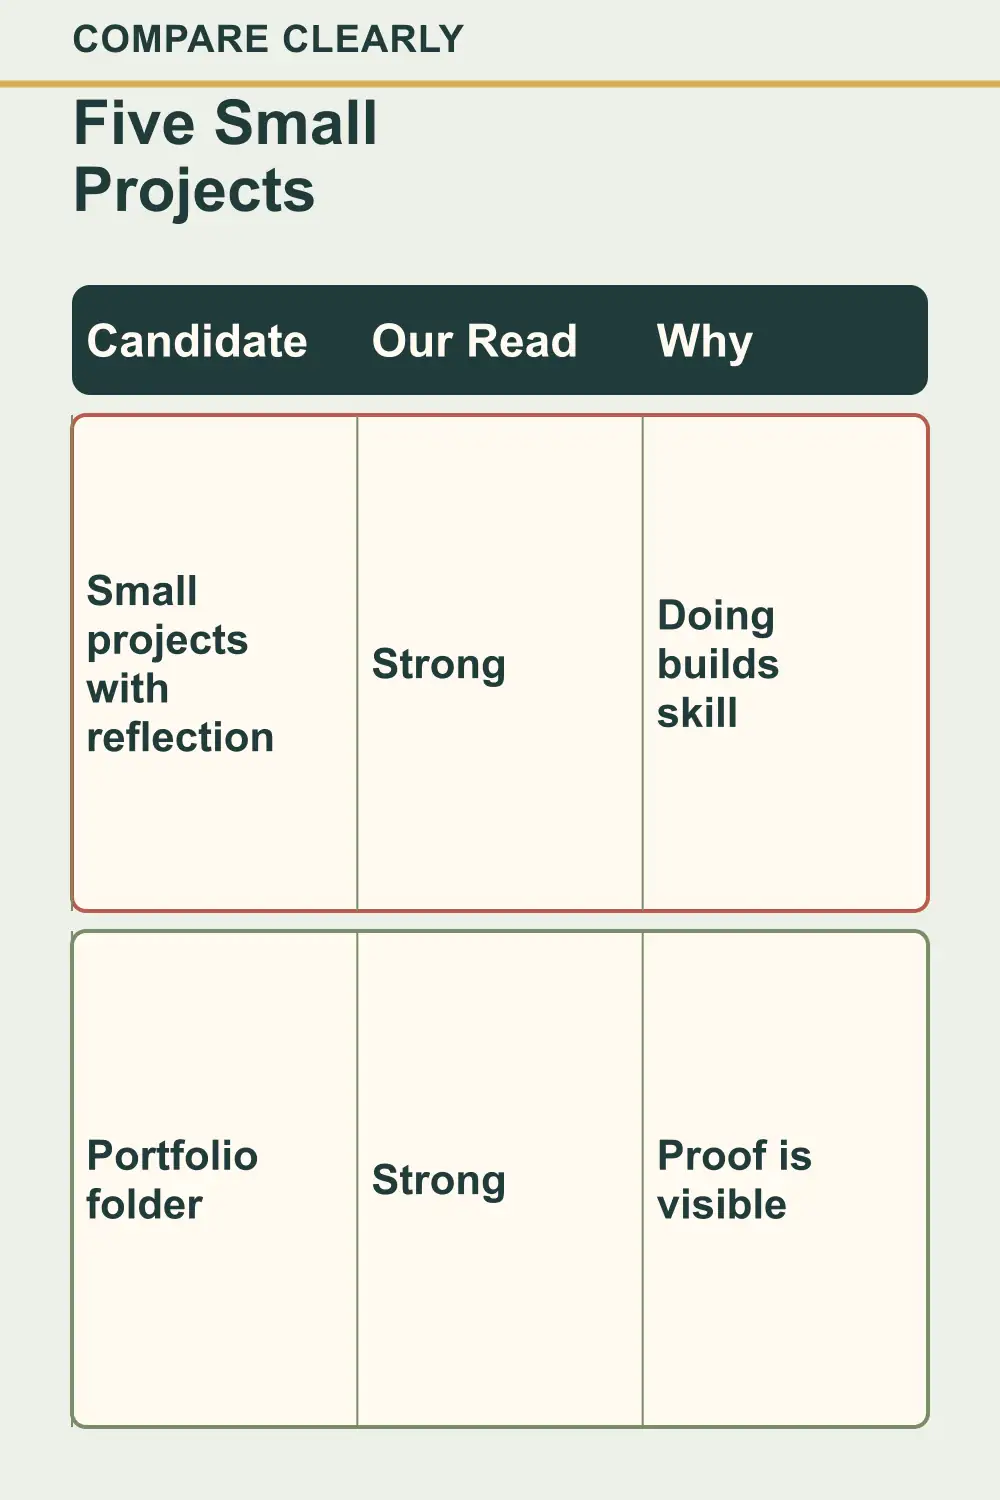 COMPARE CLEARLY
Five Small
Projects
Candidate Our Read Why
Small
projects
with
reflection
Strong
Doing
builds
skill
Portfolio
folder
Strong
Proof is
visible